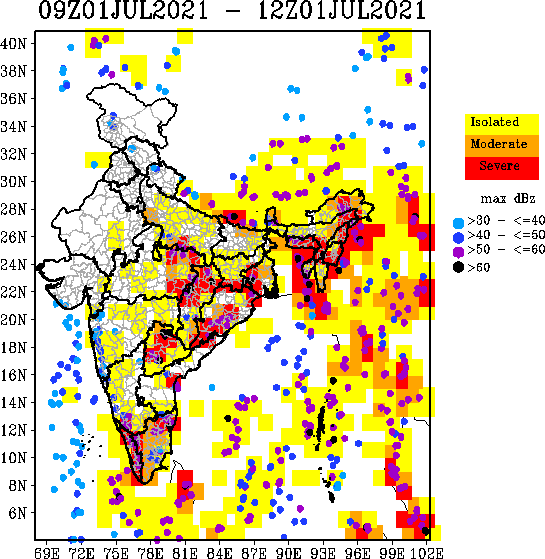 09Z01JUL2021 - 12Z01JUL2021
40N
38N
36N
34N
32N
30N
28N
26N
24N
22N
20N
18N
16N
14N
12N
10N
8N
6N
69E 72E 75E 78E 81E 84E 87E 90E 93E 96E 99E 102E
Isolated
Moderate
Severe
max dBz
>30 - <=40
>40 - <=50
>50 - <=60
>60